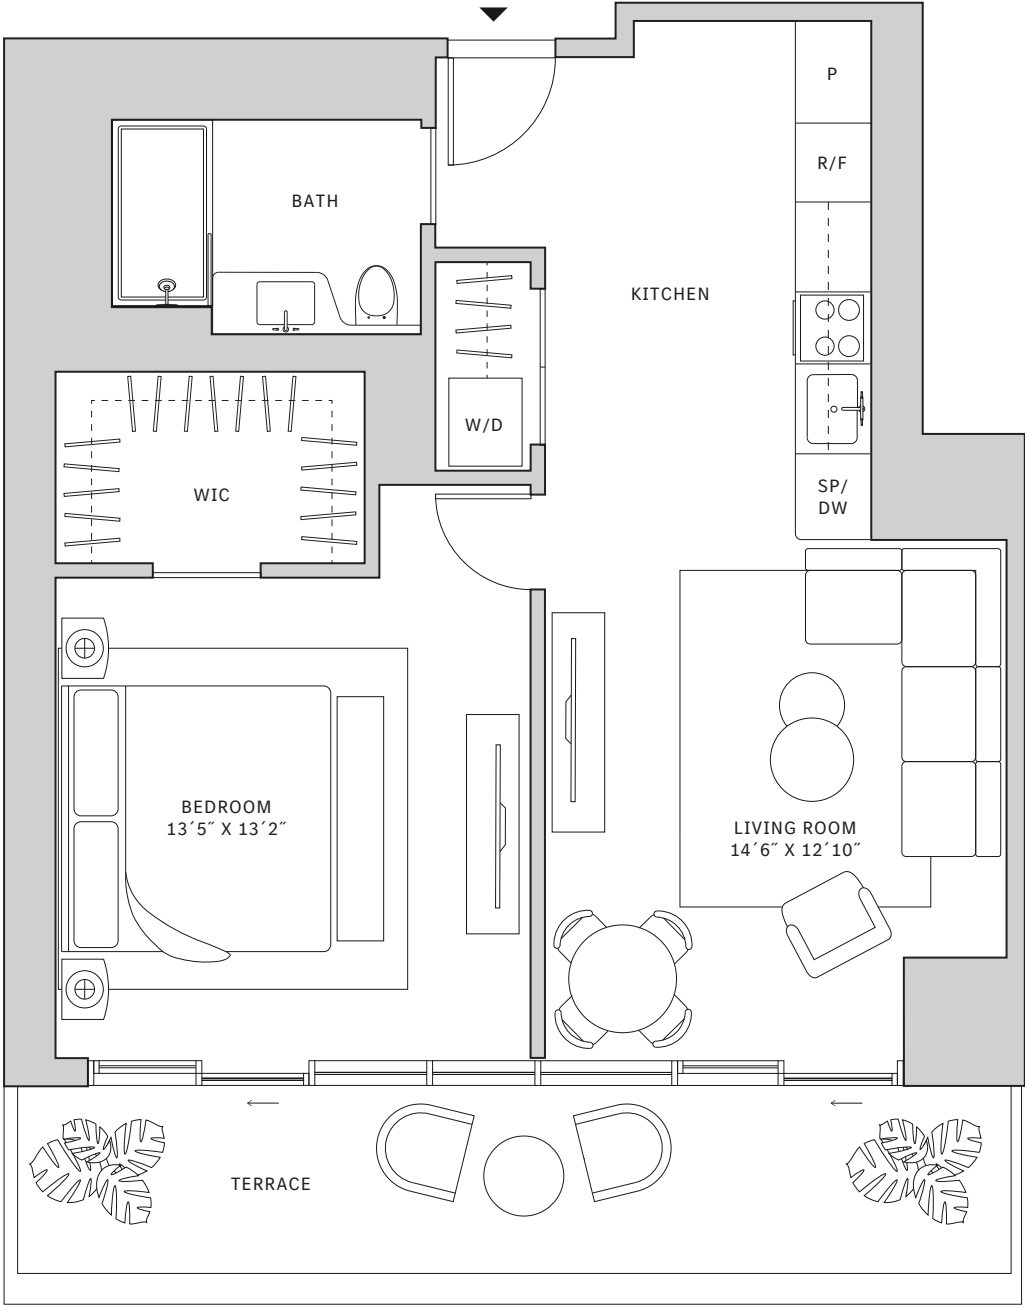 P
R/F
BATH
KITCHEN
W/D
WIC
SP/
DW
BEDROOM
13´5˝ X 13´2˝
LIVING ROOM
14´6˝ X 12´10˝
TERRACE